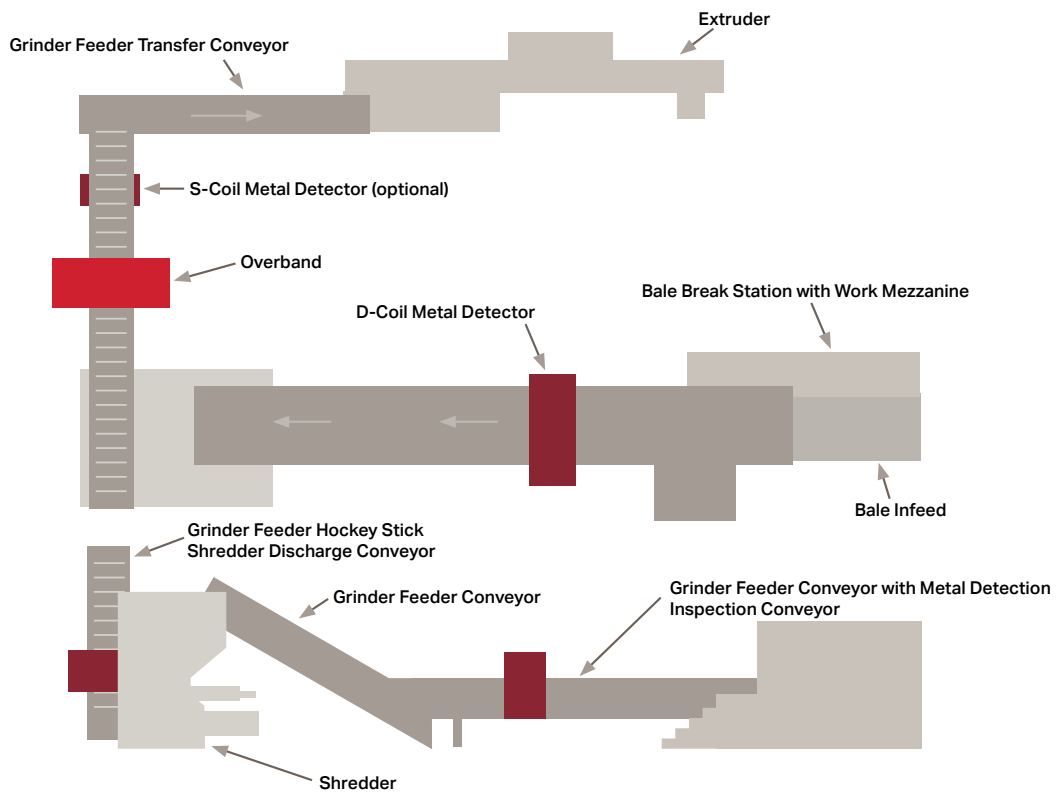 Extruder
Grinder Feeder Transfer Conveyor
S-Coil Metal Detector (optional)
Overband
Bale Break Station with Work Mezzanine
D-Coil Metal Detector
Bale Infeed
Grinder Feeder Hockey Stick
Shredder Discharge Conveyor
Grinder Feeder Conveyor
Grinder Feeder Conveyor with Metal Detection
Inspection Conveyor
Shredder